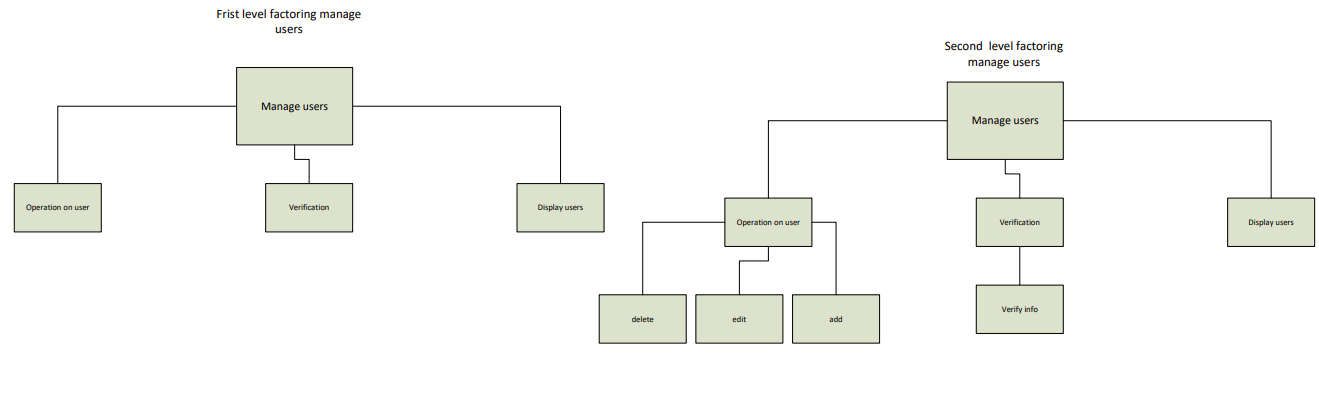 Frist level factoring manage
users
Manage users
Operation on user
Verification
Display users
Second level factoring
manage users
Manage users
Operation on user
Verification
Display users
delete
edit
add
Verify info